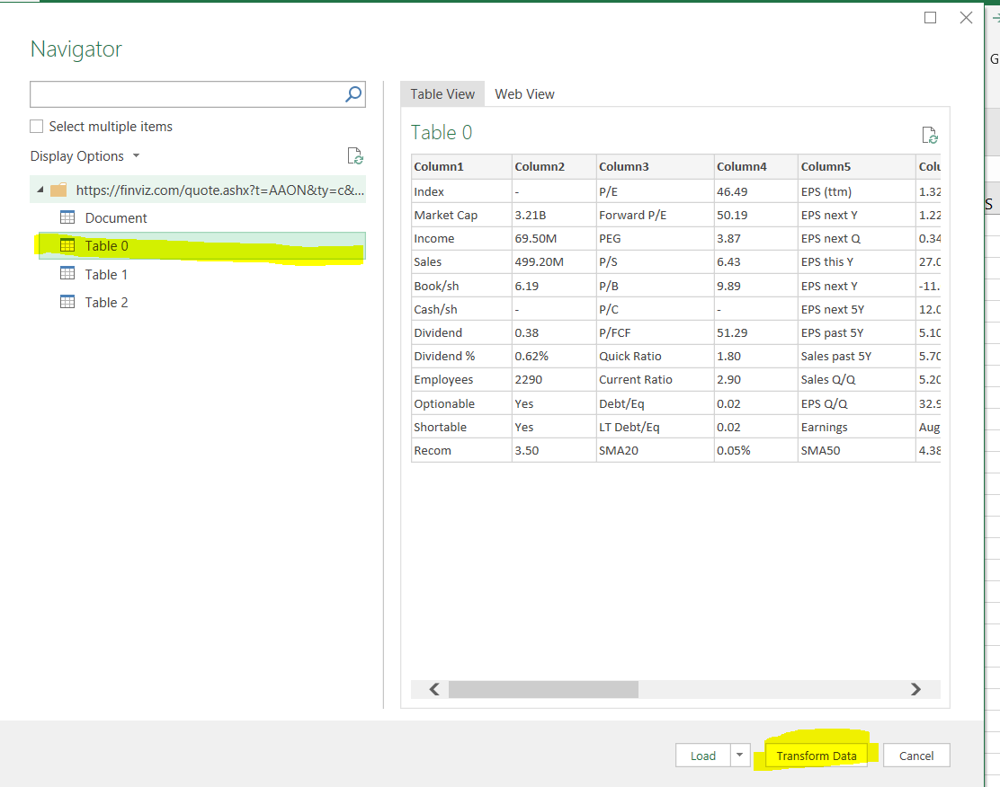 Navigator
Select multiple items
Display Options
https://finviz.com/quote.ashx?t=AAON&ty=c&...
Document
Table 0
Table 1
Table 2
Table View Web View
Table 0
Column1 Column2 Column3 Column4 Column5
Index - P/E 46.49 EPS (ttm) 1.32
Market Cap 3.21B Forward P/E 50.19 EPS next Y 1.22
Income 69.50M PEG 3.87 EPS next Q 0.34
Sales 499.20M P/S 6.43 EPS this Y 27.0
Book/sh 6.19 P/B 9.89 EPS next Y -11.
Cash/sh - P/C - EPS next 5Y 12.0
Dividend 0.38 P/FCF 51.29 EPS past 5Y 5.10
Dividend % 0.62% Quick Ratio 1.80 Sales past 5Y 5.70
Employees 2290 Current Ratio 2.90 Sales Q/Q 5.20
Optionable Yes Debt/Eq 0.02 EPS Q/Q 32.9
Shortable Yes LT Debt/Eq 0.02 Earnings Aug
Recom 3.50 SMA20 0.05% SMA50 4.38
Load Transform Data Cancel
G
S